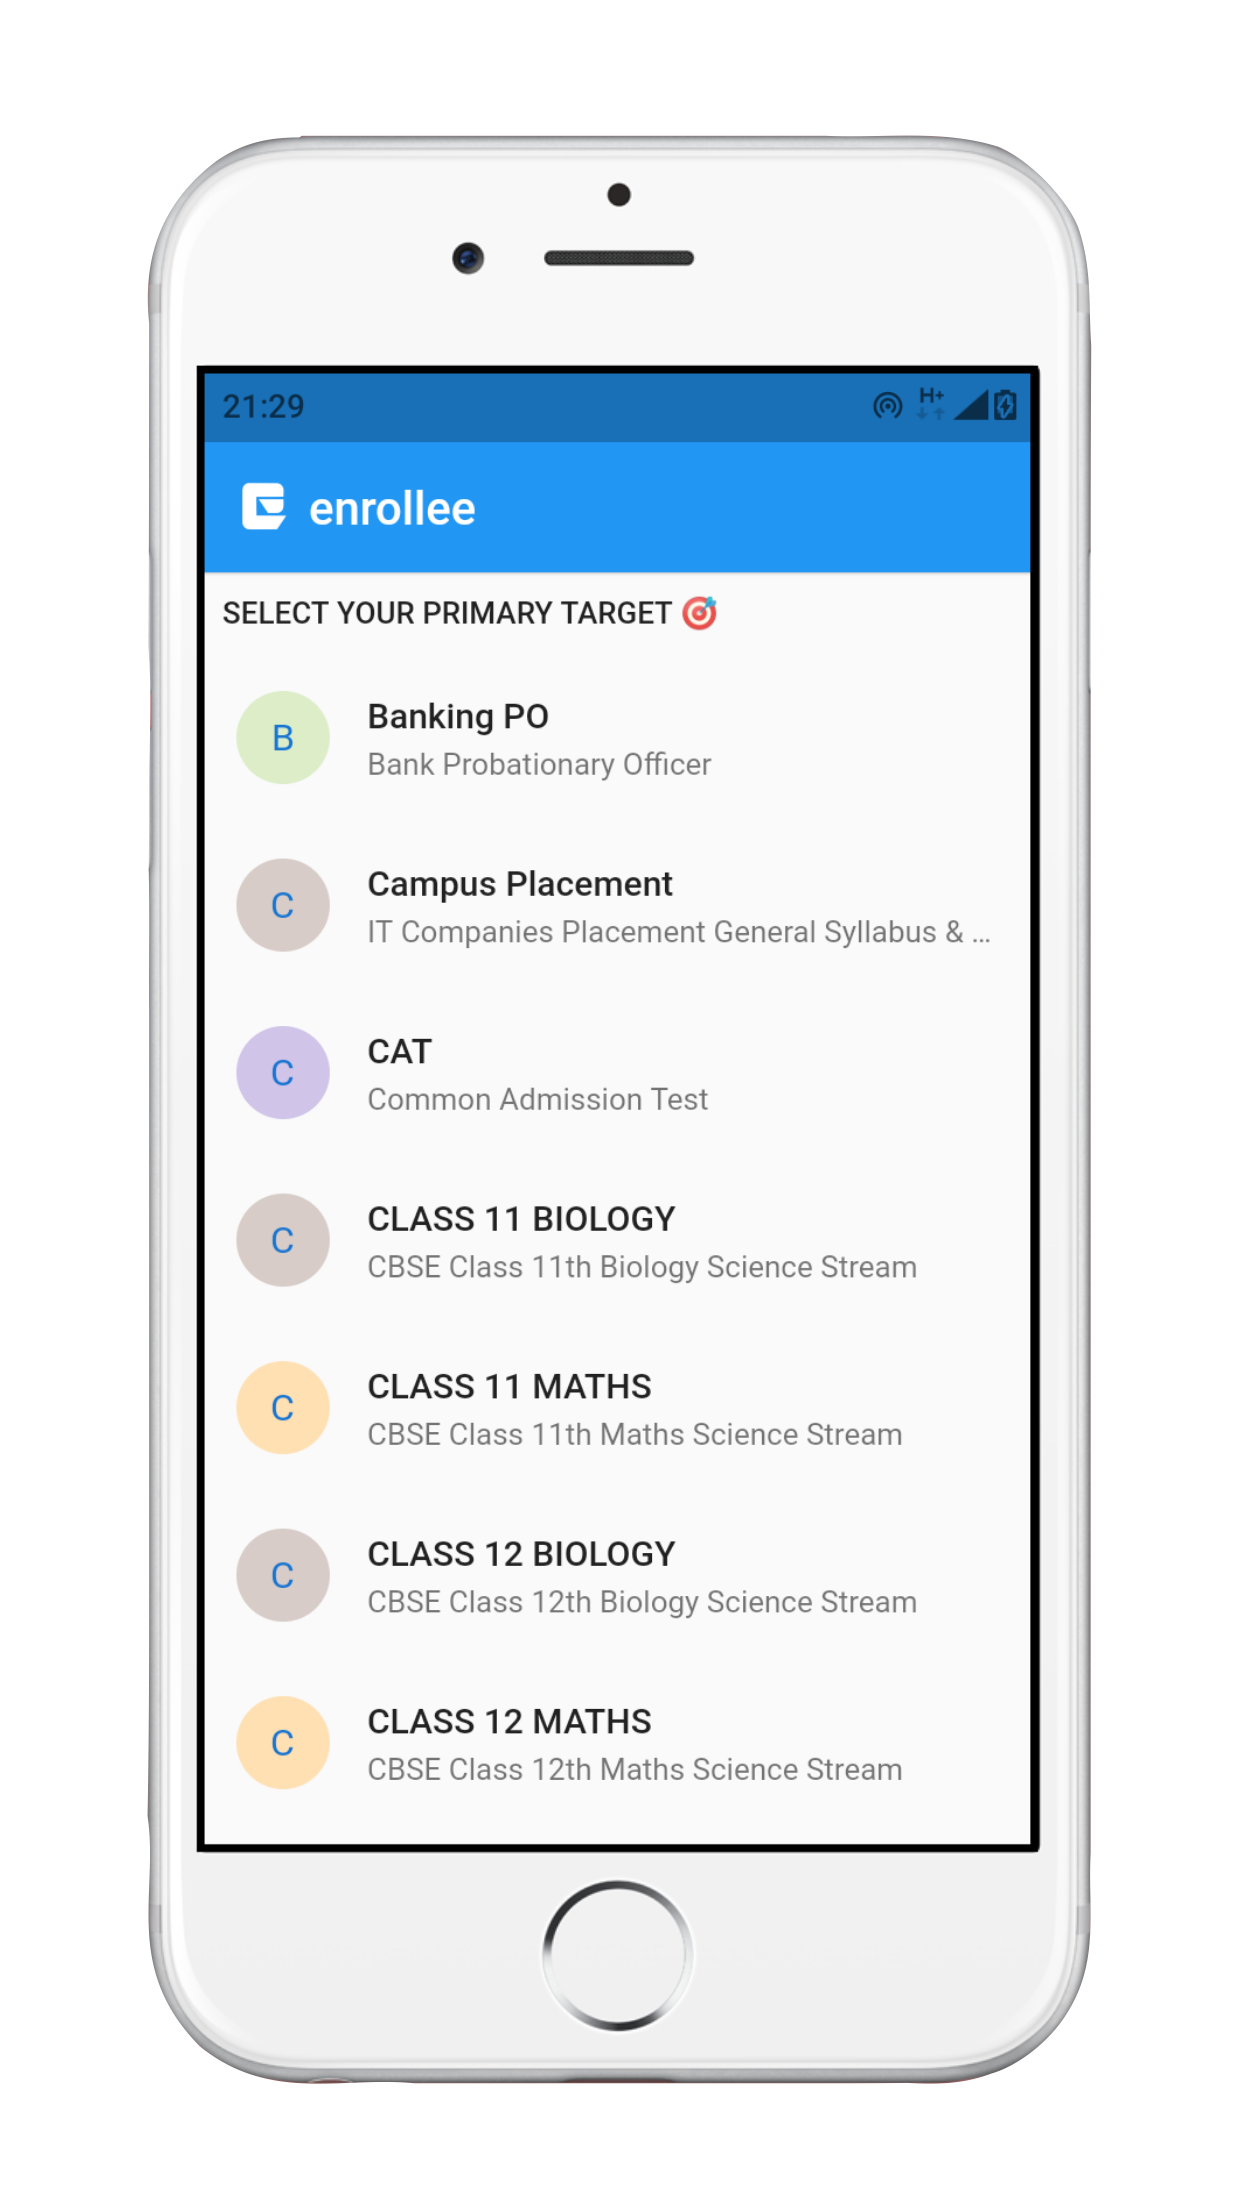 21:29
H+
enrollee
SELECT YOUR PRIMARY TARGET 🎯
B
Banking PO
Bank Probationary Officer
C
Campus Placement
IT Companies Placement General Syllabus & ...
C
CAT
Common Admission Test
C
CLASS 11 BIOLOGY
CBSE Class 11th Biology Science Stream
C
CLASS 11 MATHS
CBSE Class 11th Maths Science Stream
C
CLASS 12 BIOLOGY
CBSE Class 12th Biology Science Stream
C
CLASS 12 MATHS
CBSE Class 12th Maths Science Stream